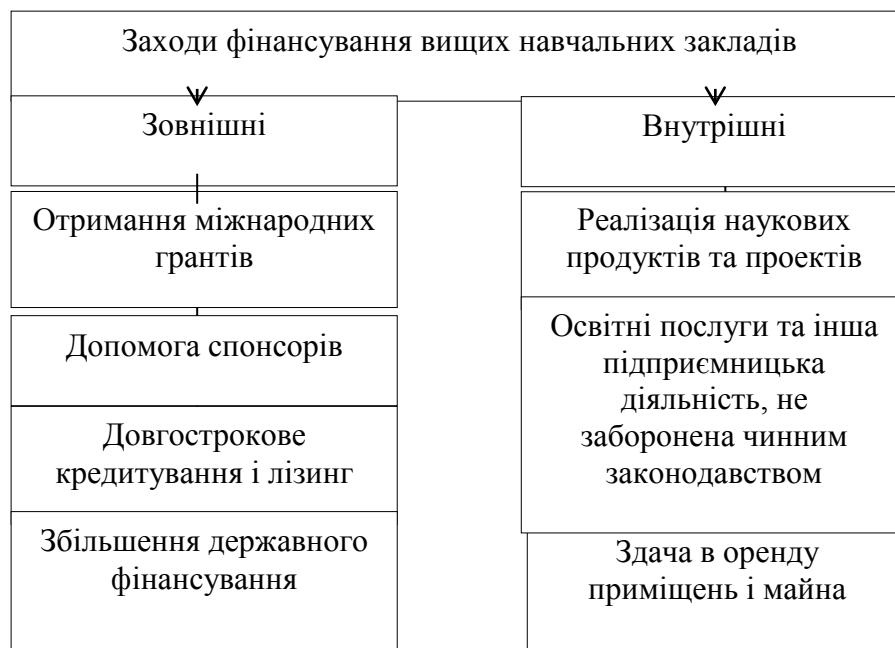 Заходи фінансування вищих навчальних закладів
Зовнішні
Отримання міжнародних
грантів
Допомога спонсорів
Довгострокове
кредитування і лізинг
Збільшення державного
фінансування
Внутрішні
Реалізація наукових
продуктів та проектів
Освітні послуги та інша
підприємницька
діяльність, не
заборонена чинним
законодавством
Здача в оренду
приміщень і майна